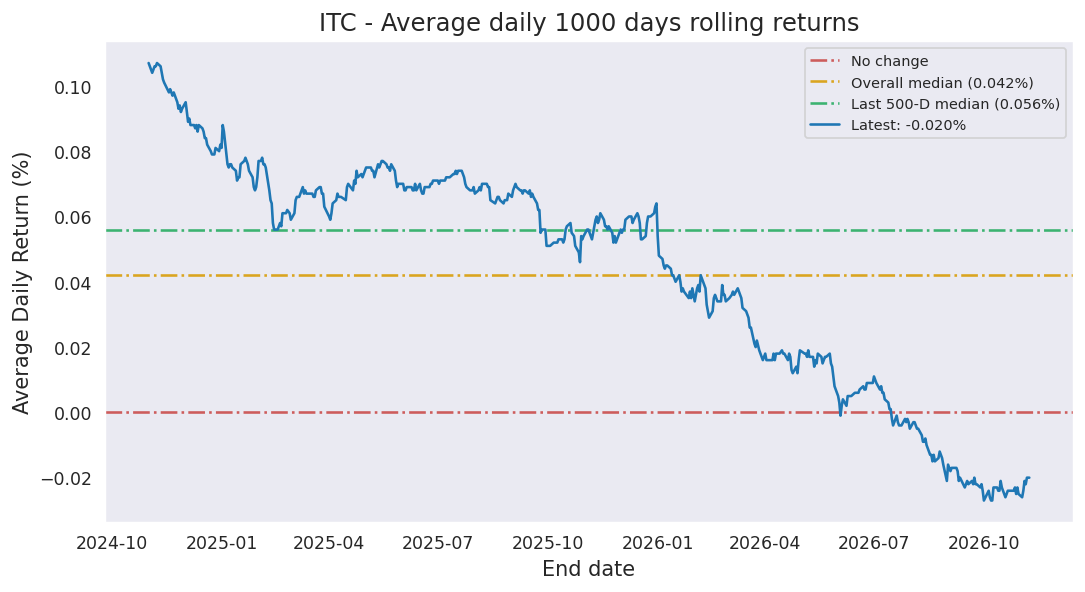 ITC - Average daily 1000 days rolling returns
No change
Overall median (0.042%)
Last 500-D median (0.056%)
Latest: -0.020%
Average Daily Return (%)
0.10
0.08
0.06
0.04
0.02
0.00
−0.02
2024-10 2025-01 2025-04 2025-07 2025-10 2026-01 2026-04 2026-07 2026-10
End date